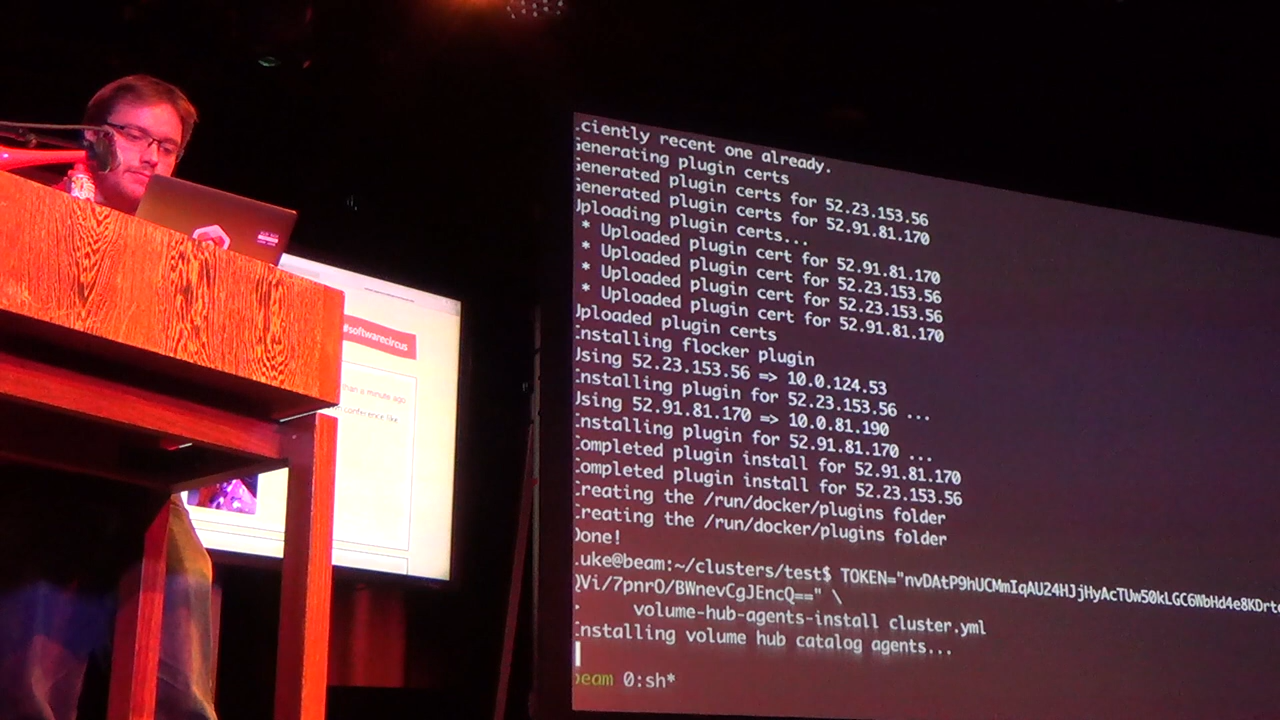 #softwarecircus
than a minute ago
conference like
ciently recent one already.
Generating plugin certs
Generated plugin certs for 52.23.153.56
Generated plugin certs for 52.91.81.170
Uploading plugin certs...
* Uploaded plugin cert for 52.91.81.170
* Uploaded plugin cert for 52.23.153.56
* Uploaded plugin cert for 52.23.153.56
* Uploaded plugin cert for 52.91.81.170
Uploaded plugin certs
Installing flocker plugin
Using 52.23.153.56 => 10.0.124.53
Installing plugin for 52.23.153.56 ...
Using 52.91.81.170 => 10.0.81.190
Installing plugin for 52.91.81.170 ...
Completed plugin install for 52.91.81.170
Completed plugin install for 52.23.153.56
Creating the /run/docker/plugins folder
Creating the /run/docker/plugins folder
Done!
luke@beam:~/clusters/test$ TOKEN="nvDAtP9hUCMmIqAU24HJjHyAcTUw50kLGC6WbHd4e8KDrt
QVi/7pnrO/BWnevCgJEncQ==" \
> volume-hub-agents-install cluster.yml
Installing volume hub catalog agents...
beam 0:sh*